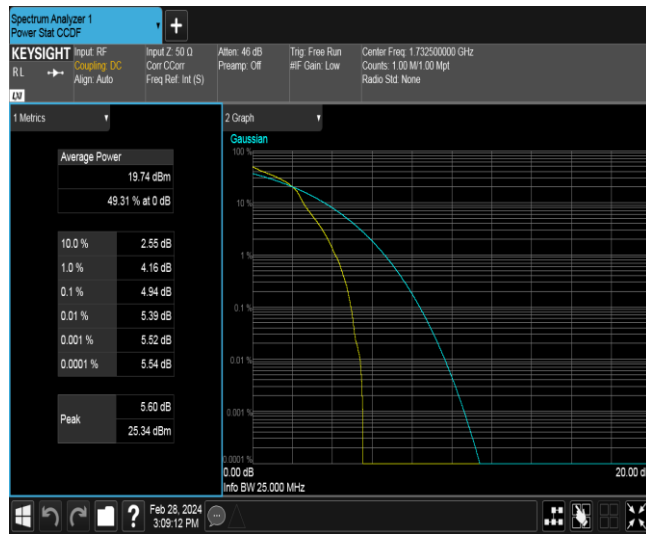 Spectrum Analyzer 1
Power Stat CCDF
+
KEYSIGHT
RL
LXI
Input: RF
Coupling: DC
Align: Auto
Input Z: 50 Ω
Corr CCorr
Freq Ref: Int (S)
Atten: 46 dB
Preamp: Off
Trig: Free Run
#IF Gain: Low
Center Freq: 1.732500000 GHz
Counts: 1.00 M/1.00 Mpt
Radio Std: None
1 Metrics
Average Power
19.74 dBm
49.31 % at 0 dB
10.0 % 2.55 dB
1.0 % 4.16 dB
0.1 % 4.94 dB
0.01 % 5.39 dB
0.001 % 5.52 dB
0.0001 % 5.54 dB
Peak
5.60 dB
25.34 dBm
2 Graph
Gaussian
100 %
10 %
1 %
0.1 %
0.01 %
0.001 %
0.0001 %
0.00 dB
20.00 d
Info BW 25.000 MHz
?
Feb 28, 2024
3:09:12 PM